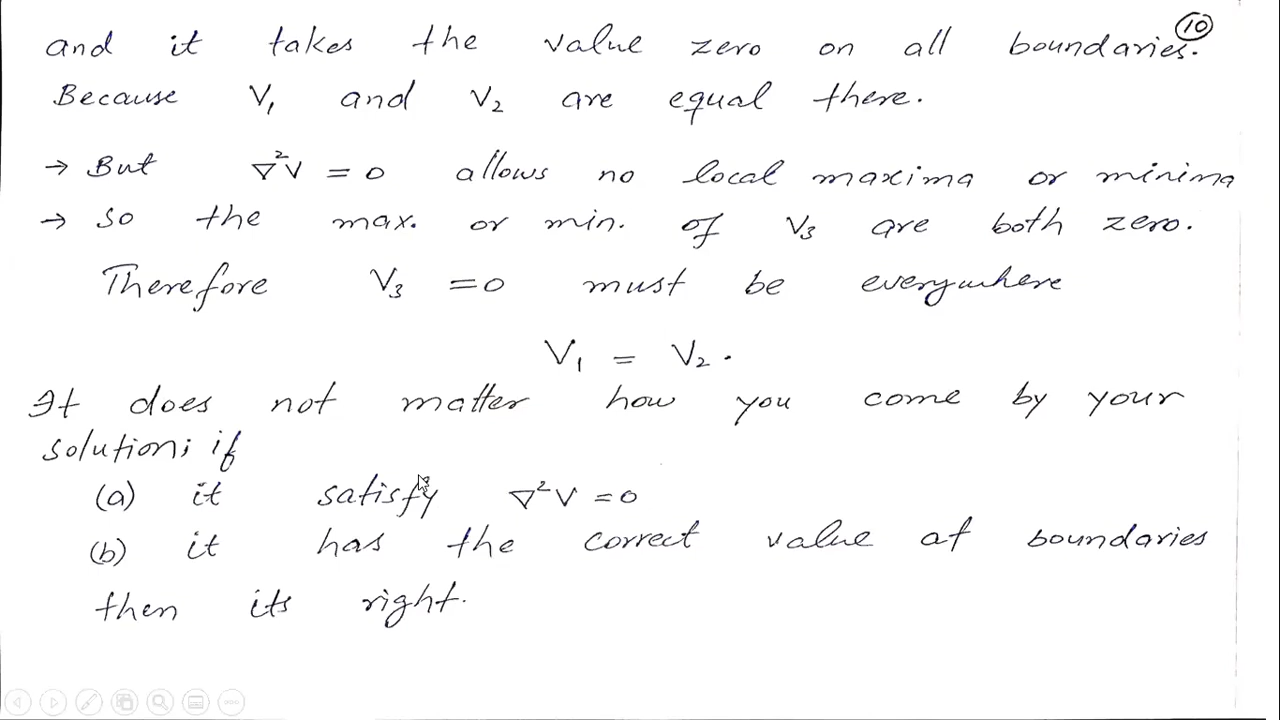 10
and it takes the value zero on all boundaries.
Because V₁ and V₂ are equal there.
→ But ∇²V = 0 allows no local maxima or minima
→ so the max. or min. of V₃ are both zero.
Therefore V₃ = 0 must be everywhere
V₁ = V₂.
It does not matter how you come by your
solution; if
(a) it satisfy ∇²V = 0
(b) it has the correct value at boundaries
then its right.